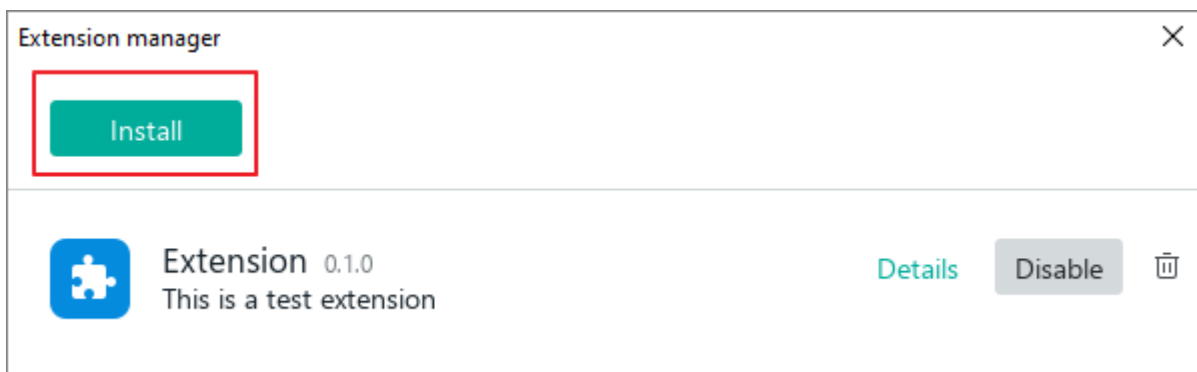 Extension manager
Install
Extension 0.1.0
This is a test extension
Details
Disable